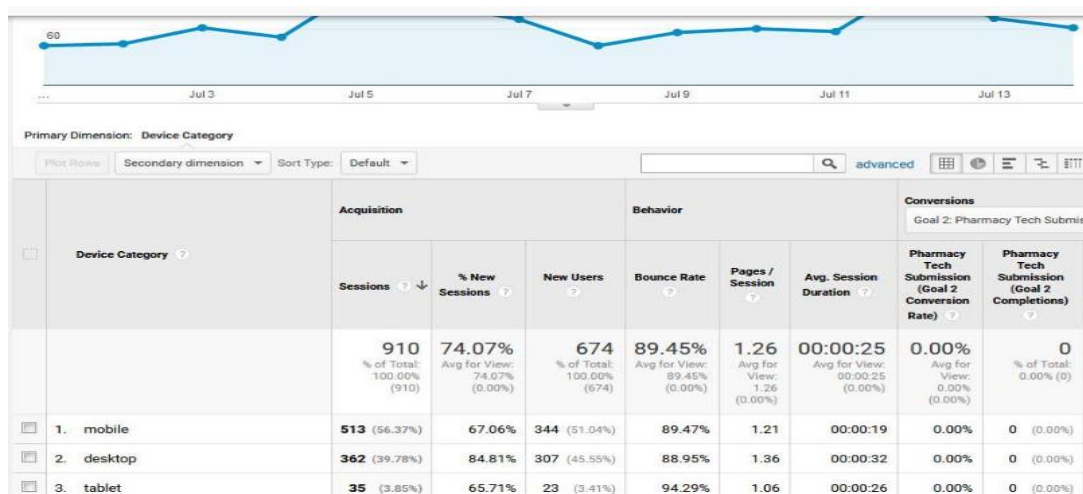 60
...
Jul 3
Jul 5
Jul 7
Jul 9
Jul 11
Jul 13
Primary Dimension: Device Category
Plot Rows
Secondary dimension
Sort Type:
Default
advanced
Acquisition
Behavior
Conversions
Goal 2: Pharmacy Tech Submis
Device Category ?
Sessions ?
% New
Sessions ?
New Users
?
Bounce Rate
?
Pages /
Session
?
Avg. Session
Duration ?
Pharmacy
Tech
Submission
(Goal 2
Conversion
Rate) ?
Pharmacy
Tech
Submission
(Goal 2
Completions)
?
910
% of Total:
100.00%
(910)
74.07%
Avg for View:
74.07%
(0.00%)
674
% of Total:
100.00%
(674)
89.45%
Avg for View:
89.45%
(0.00%)
1.26
Avg for
View:
1.26
(0.00%)
00:00:25
Avg for View:
00:00:25
(0.00%)
0.00%
Avg for
View:
0.00%
(0.00%)
0
% of Total:
0.00% (0)
1. mobile 513 (56.37%) 67.06% 344 (51.04%) 89.47% 1.21 00:00:19 0.00% 0 (0.00%)
2. desktop 362 (39.78%) 84.81% 307 (45.55%) 88.95% 1.36 00:00:32 0.00% 0 (0.00%)
3. tablet 35 (3.85%) 65.71% 23 (3.41%) 94.29% 1.06 00:00:26 0.00% 0 (0.00%)